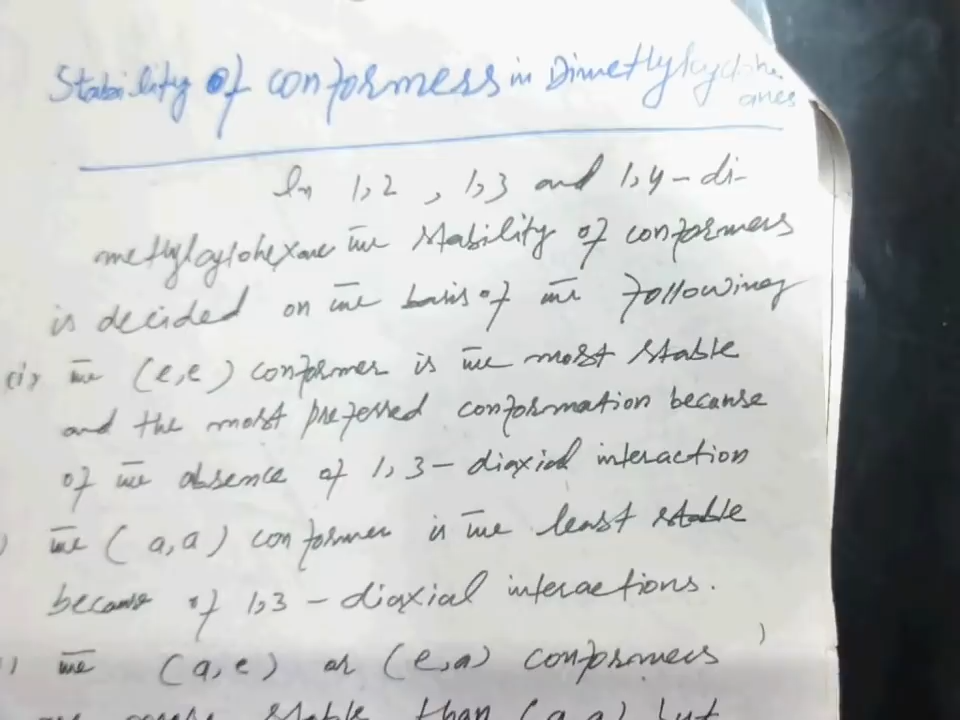 Stability of conformess in Dimethylcyclohe
anes
In 1,2 , 1,3 and 1,4 - di-
methylcyclohexane the stability of conformers
is decided on the basis of the following
(i) the (e,e) conformer is the most stable
and the most preferred conformation because
of the absence of 1,3 - diaxial interaction
) the (a,a) conformer is the least stable
because of 1,3 - diaxial interactions.
) the (a,e) or (e,a) conformers
more stable than (a,a) but